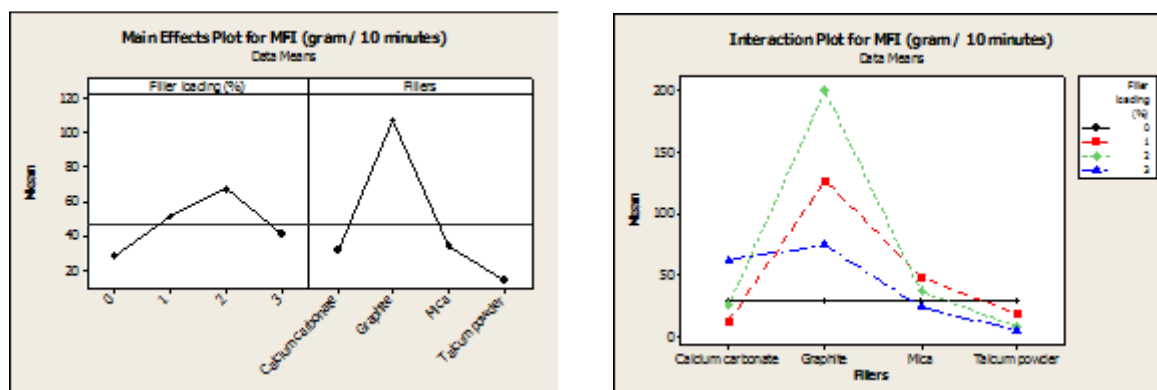 Main Effects Plot for MFI (gram / 10 minutes)
Data Means
Filler loading (%)
Fillers
Mean
120
100
80
60
40
20
0
1
2
3
Calcium carbonate
Graphite
Mica
Talcum powder
Interaction Plot for MFI (gram / 10 minutes)
Data Means
Mean
200
150
100
50
0
Calcium carbonate
Graphite
Mica
Talcum powder
Fillers
Filler
loading
(%)
0
1
2
3